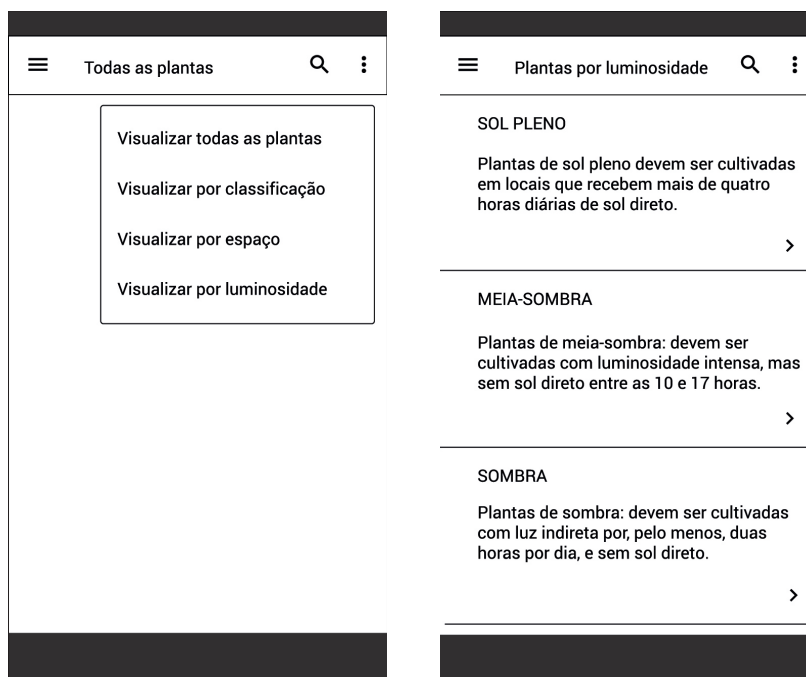 Todas as plantas
Visualizar todas as plantas
Visualizar por classificação
Visualizar por espaço
Visualizar por luminosidade
Plantas por luminosidade
SOL PLENO
Plantas de sol pleno devem ser cultivadas
em locais que recebem mais de quatro
horas diárias de sol direto.
MEIA-SOMBRA
Plantas de meia-sombra: devem ser
cultivadas com luminosidade intensa, mas
sem sol direto entre as 10 e 17 horas.
SOMBRA
Plantas de sombra: devem ser cultivadas
com luz indireta por, pelo menos, duas
horas por dia, e sem sol direto.